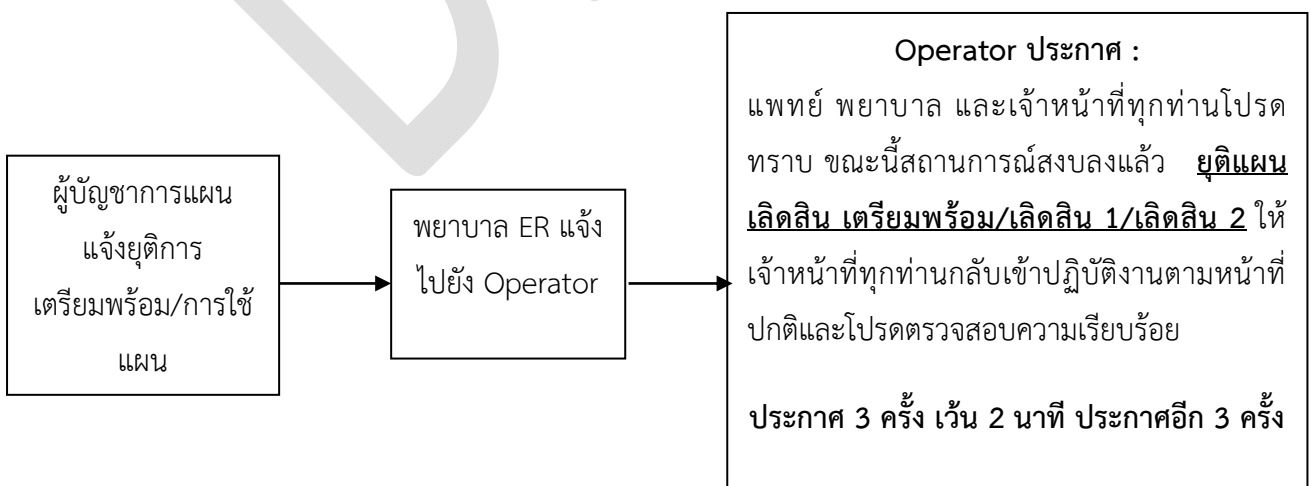 ผู้บัญชาการแผน
แจ้งยุติการ
เตรียมพร้อม/การใช้
แผน
พยาบาล ER แจ้ง
ไปยัง Operator
Operator ประกาศ :
แพทย์ พยาบาล และเจ้าหน้าที่ทุกท่านโปรด
ทราบ ขณะนี้สถานการณ์สงบลงแล้ว ยุติแผน
เลิดสิน เตรียมพร้อม/เลิดสิน 1/เลิดสิน 2 ให้
เจ้าหน้าที่ทุกท่านกลับเข้าปฏิบัติงานตามหน้าที่
ปกติและโปรดตรวจสอบความเรียบร้อย
ประกาศ 3 ครั้ง เว้น 2 นาที ประกาศอีก 3 ครั้ง